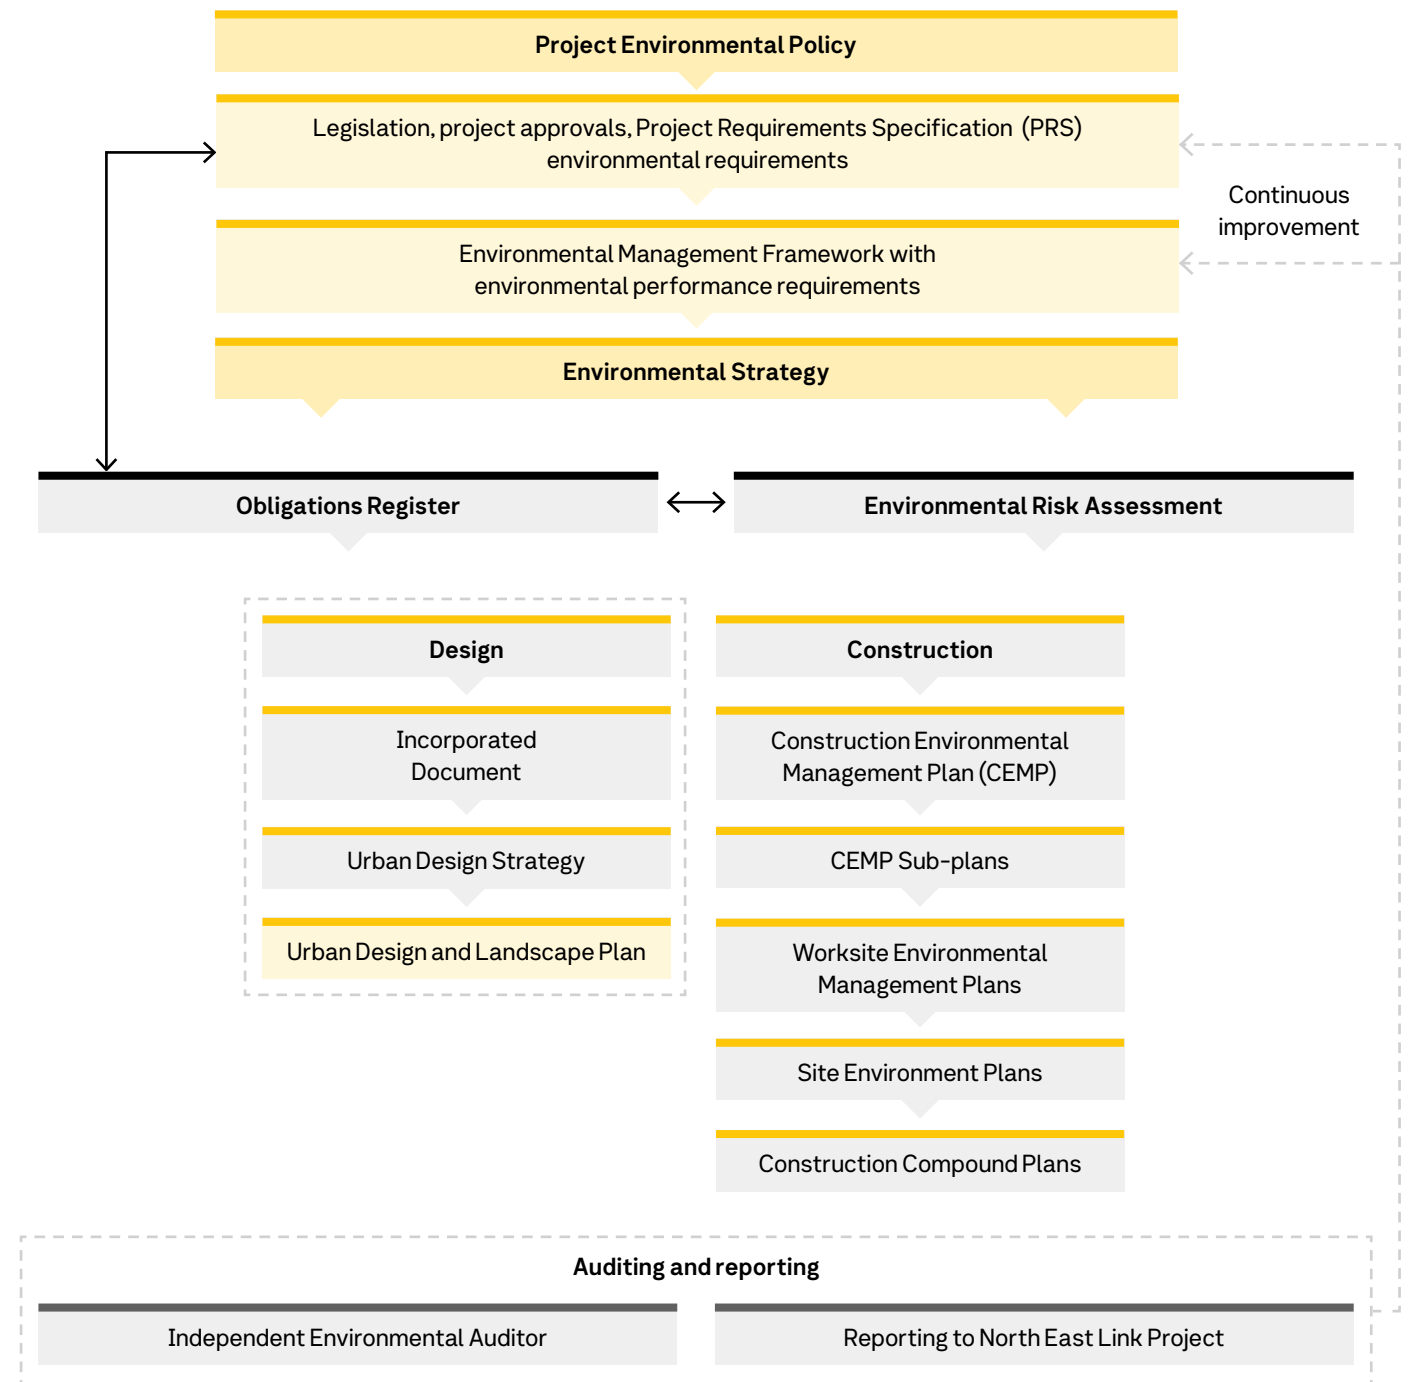 Project Environmental Policy
Legislation, project approvals, Project Requirements Specification (PRS)
environmental requirements
Continuous
improvement
Environmental Management Framework with
environmental performance requirements
Environmental Strategy
Obligations Register
Environmental Risk Assessment
Design
Incorporated
Document
Urban Design Strategy
Urban Design and Landscape Plan
Construction
Construction Environmental
Management Plan (CEMP)
CEMP Sub-plans
Worksite Environmental
Management Plans
Site Environment Plans
Construction Compound Plans
Auditing and reporting
Independent Environmental Auditor
Reporting to North East Link Project